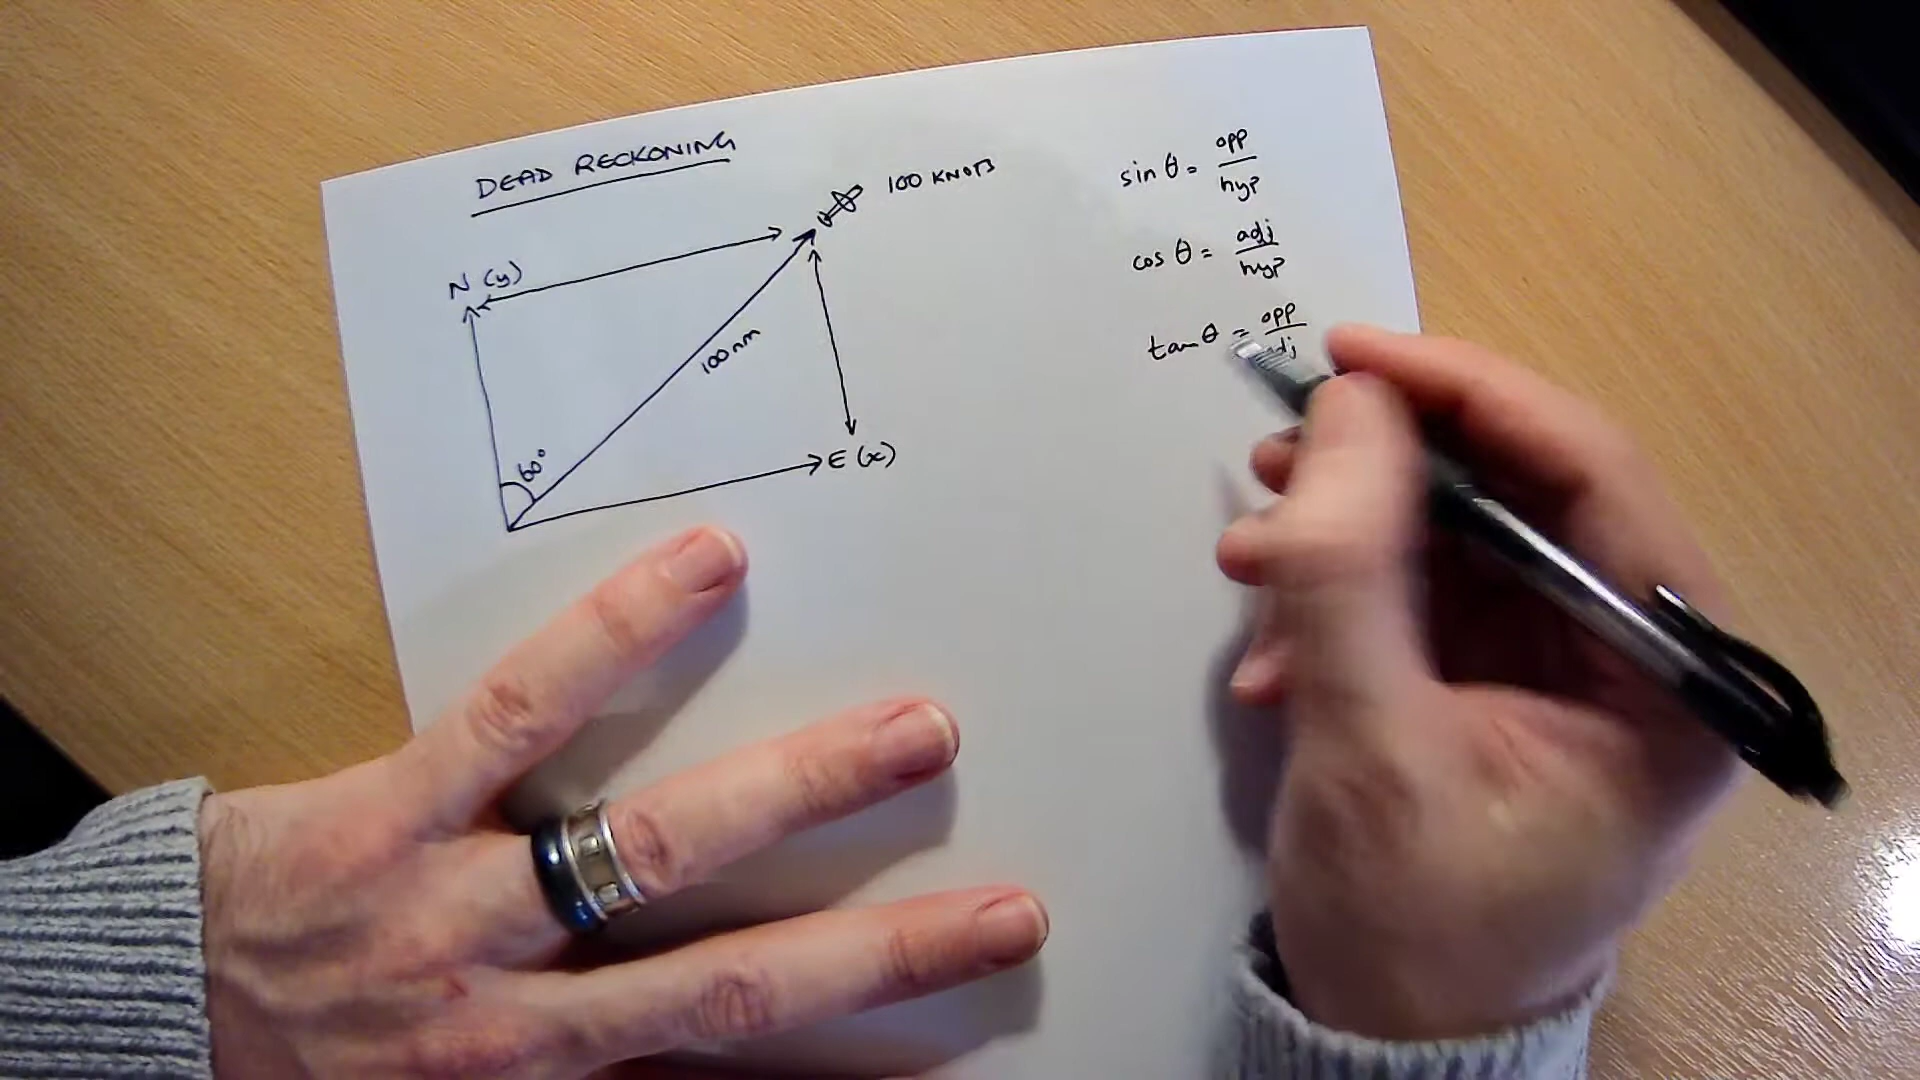 DEAD RECKONING
100 KNOTS
N (y)
100nm
60°
E (x)
sin θ = opp
hyp
cos θ = adj
hyp
tan θ = opp
adj